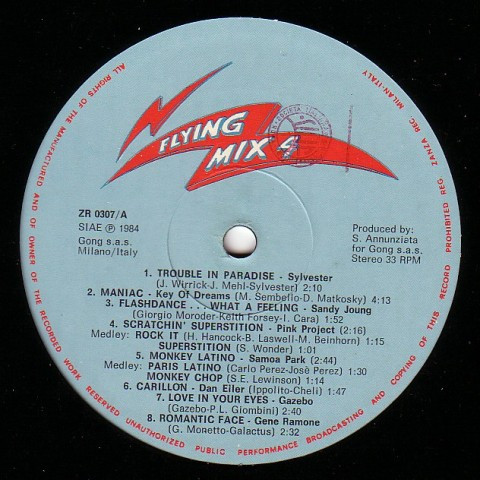 FLYING
MIX 4
ZR 0307/A
SIAE Ⓟ 1984
Gong s.a.s.
Milano/Italy
Produced by:
S. Annunziata
for Gong s.a.s.
Stereo 33 RPM
1. TROUBLE IN PARADISE - Sylvester
(J. Wirrick-J. Mehl-Sylvester) 2:10
2. MANIAC - Key Of Dreams (M. Sembeflo-D. Matkosky) 4:13
3. FLASHDANCE . . . WHAT A FEELING - Sandy Joung
(Giorgio Moroder-Keith Forsey-I. Cara) 1:52
4. SCRATCHIN' SUPERSTITION - Pink Project (2:16)
Medley: ROCK IT (H. Hancock-B. Laswell-M. Beinhorn) 1:15
SUPERSTITION (S. Wonder) 1:01
5. MONKEY LATINO - Samoa Park (2:44)
Medley: PARIS LATINO (Carlo Perez-José Perez) 1:30
MONKEY CHOP (S.E. Lewinson) 1:14
6. CARILLON - Dan Eller (Ippolito-Cheli) 1:47
7. LOVE IN YOUR EYES - Gazebo
(Gazebo-P.L. Giombini) 2:40
8. ROMANTIC FACE - Gene Ramone
(G. Monetto-Galactus) 2:32
ALL RIGHTS OF THE MANUFACTURED AND OF OWNER OF THE RECORDED WORK RESERVED UNAUTHORIZED PUBLIC PERFORMANCE BROADCASTING AND COPYING OF THIS RECORD PROHIBITED REG. ZANZA REC. MILAN-ITALY